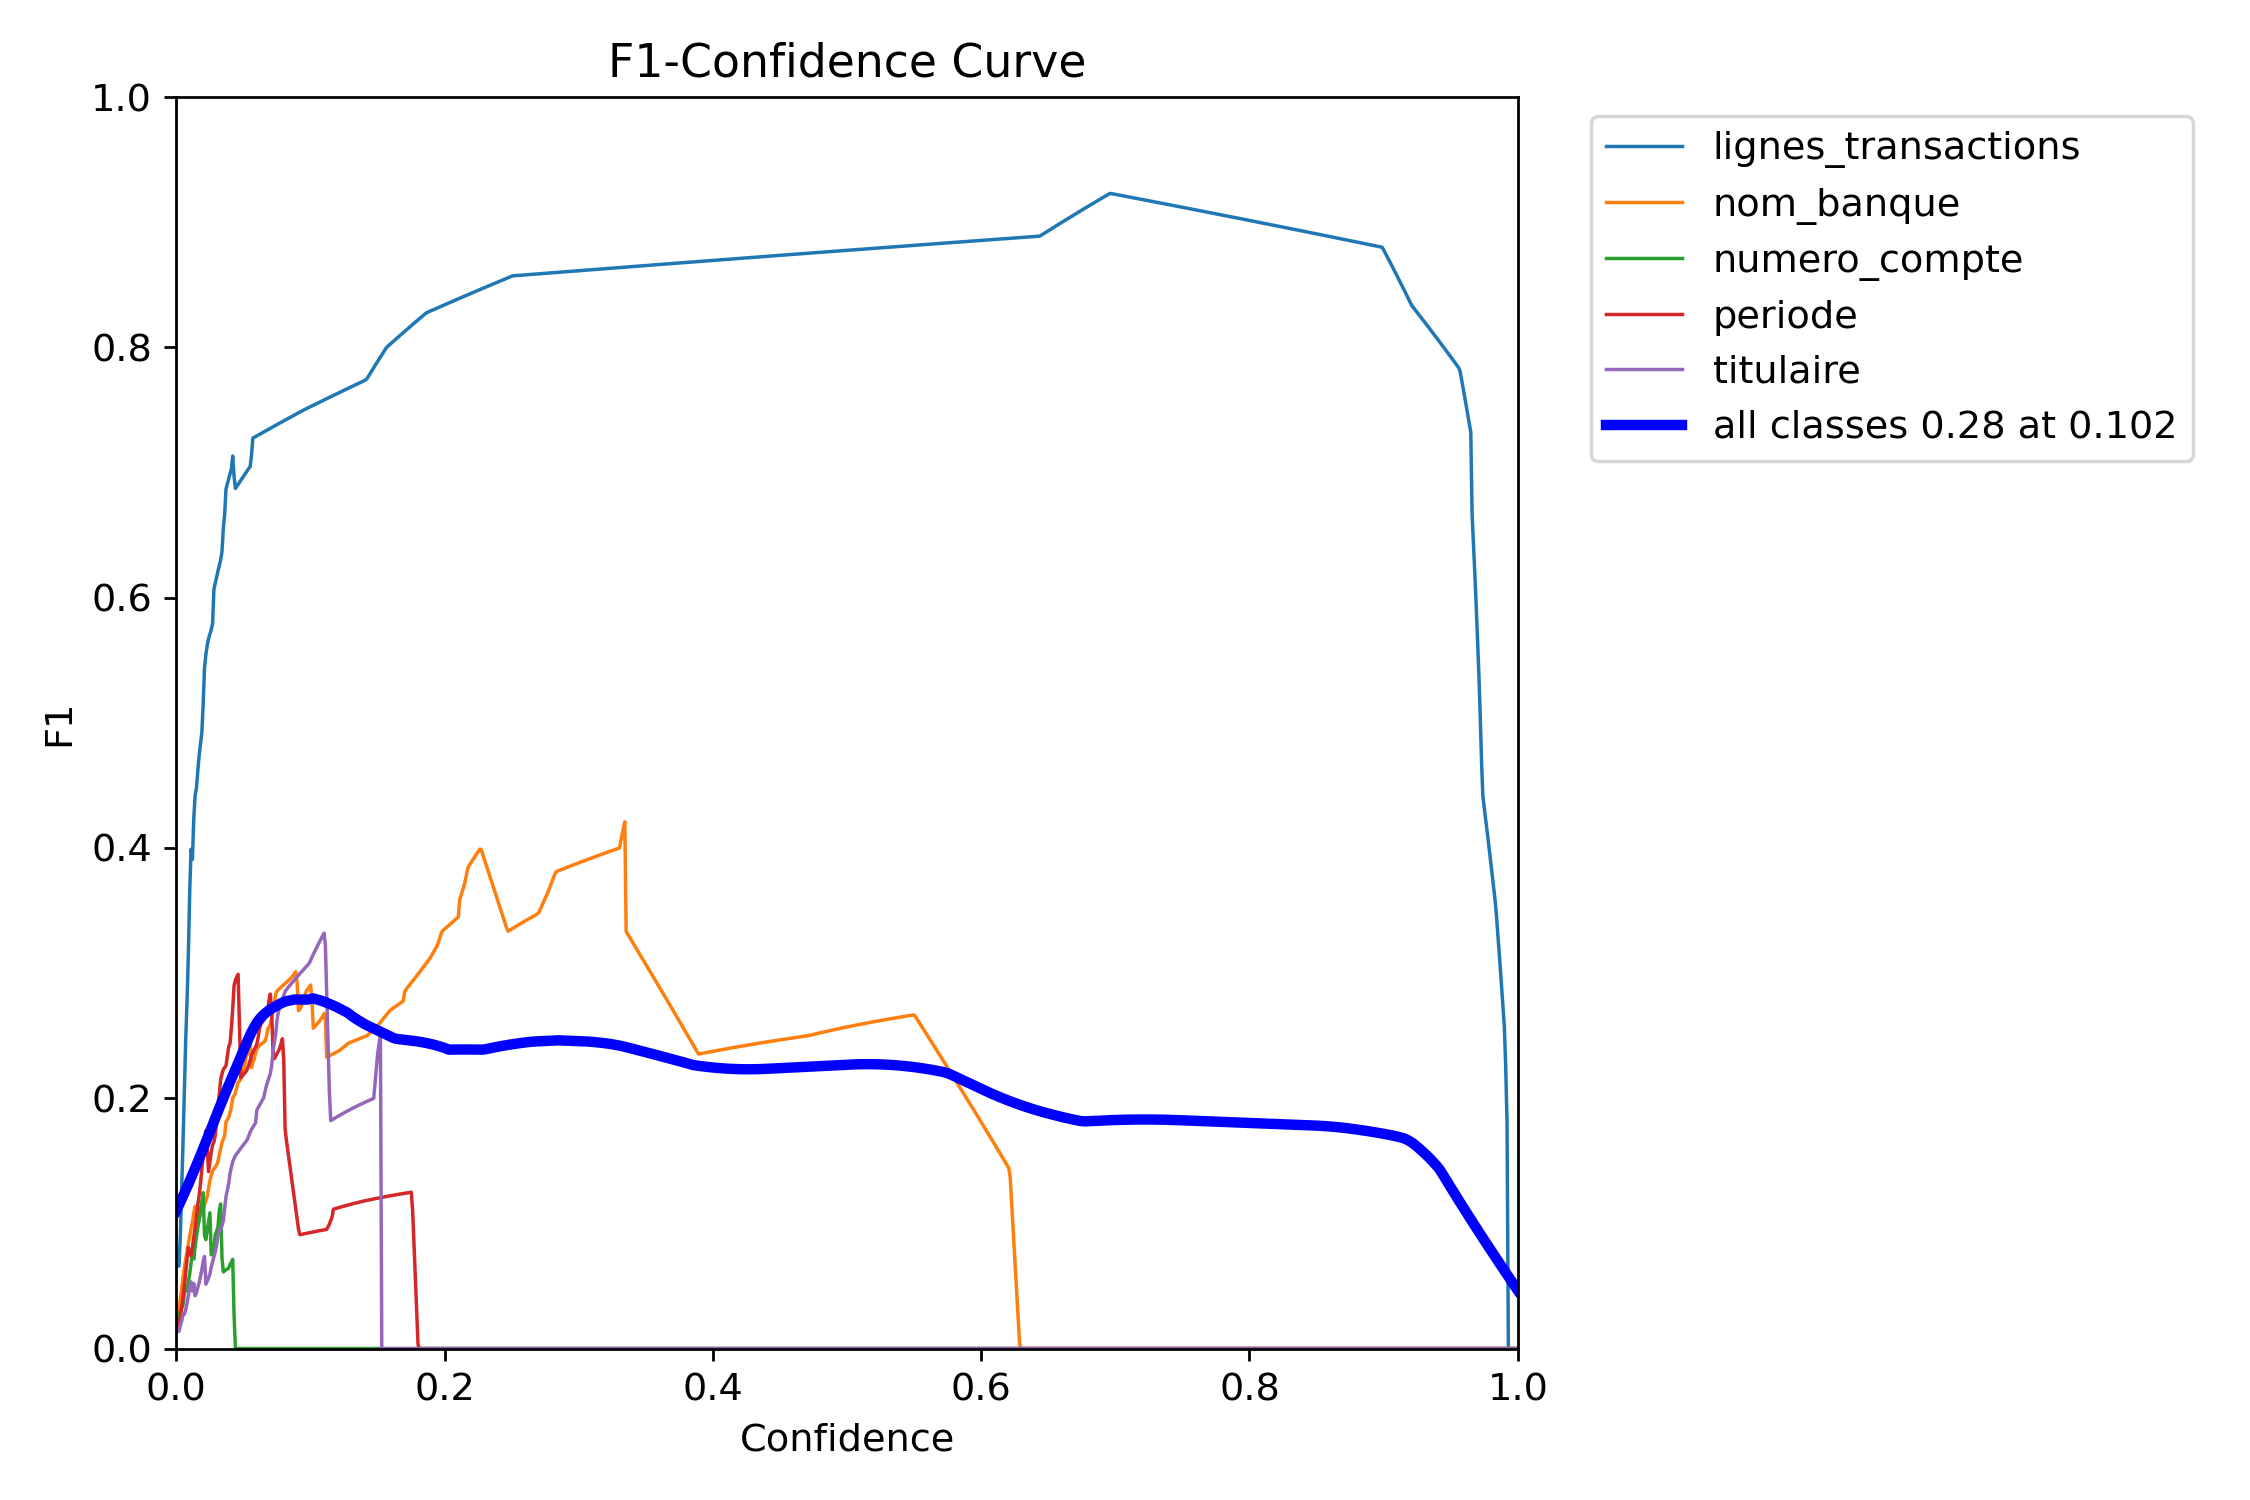 F1-Confidence Curve
1.0
0.8
0.6
0.4
0.2
0.0
F1
0.0 0.2 0.4 0.6 0.8 1.0
Confidence
lignes_transactions
nom_banque
numero_compte
periode
titulaire
all classes 0.28 at 0.102